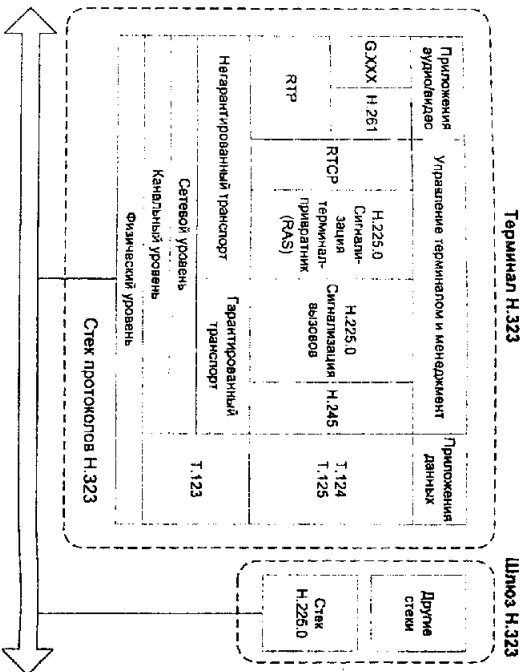 Терминал Н.323
Шлюз Н.323
Приложения
аудио/видео
Управление терминалом и менеджмент
Приложения
данных
G.XXX
H.261
RTP
RTCP
H.225.0
Сигнали-
зация
терминал-
привратник
(RAS)
H.225.0
Сигнализация
вызовов
H.245
T.124
T.125
Негарантированный транспорт
Гарантированный
транспорт
T.123
Сетевой уровень
Канальный уровень
Физический уровень
Стек протоколов Н.323
Другие
стеки
Стек
H.225.0